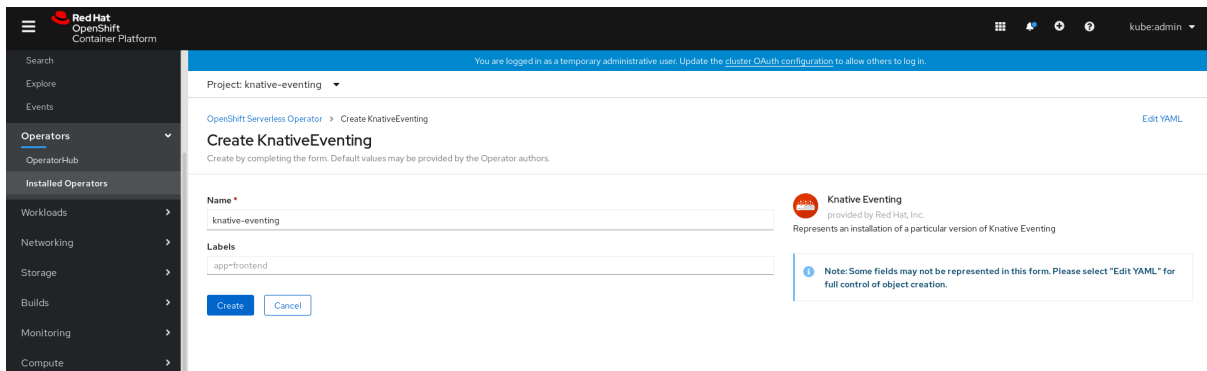 Red Hat
OpenShift
Container Platform
kube:admin
Search
Explore
Events
Operators
OperatorHub
Installed Operators
Workloads
Networking
Storage
Builds
Monitoring
Compute
You are logged in as a temporary administrative user. Update the cluster OAuth configuration to allow others to log in.
Project: knative-eventing
OpenShift Serverless Operator > Create KnativeEventing
Edit YAML
Create KnativeEventing
Create by completing the form. Default values may be provided by the Operator authors.
Name *
knative-eventing
Labels
app=frontend
Create
Cancel
Knative Eventing
provided by Red Hat, Inc.
Represents an installation of a particular version of Knative Eventing
Note: Some fields may not be represented in this form. Please select "Edit YAML" for
full control of object creation.